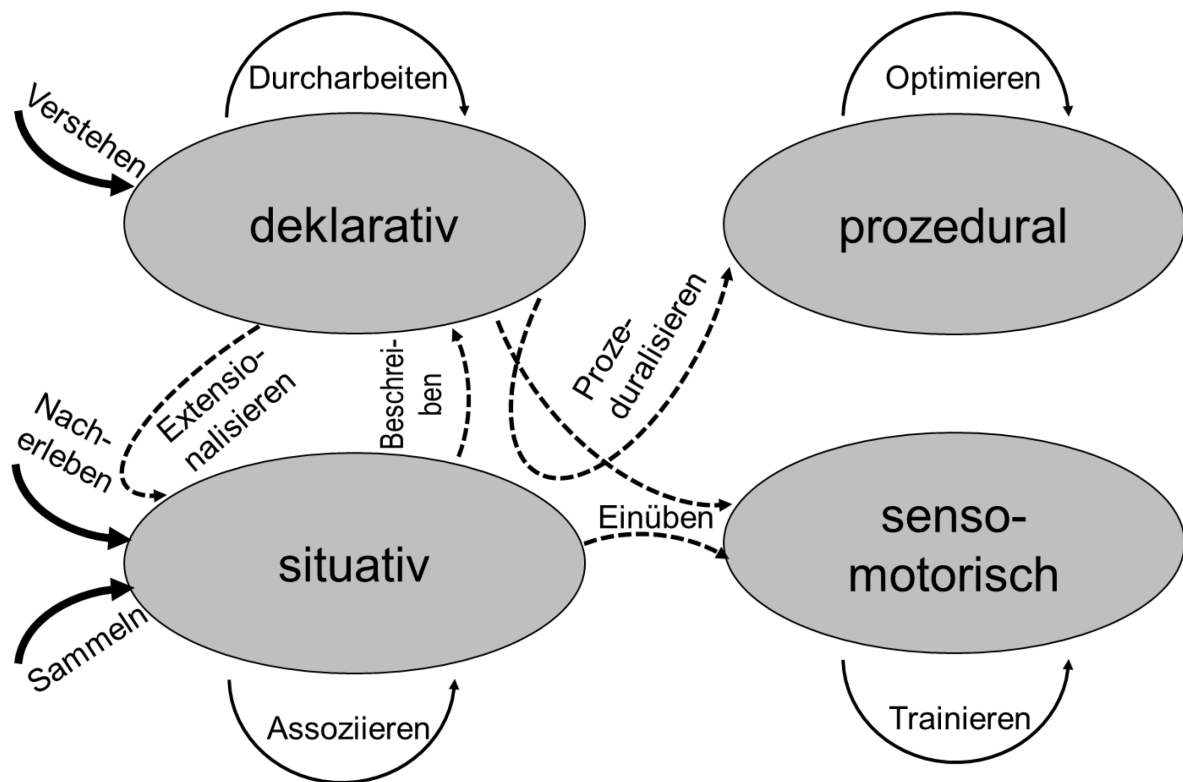 Durcharbeiten
Optimieren
Verstehen
deklarativ
prozedural
Extensio-
nalisieren
Beschrei-
ben
Proze-
duralisieren
Nach-
erleben
Einüben
situativ
senso-
motorisch
Sammeln
Assoziieren
Trainieren